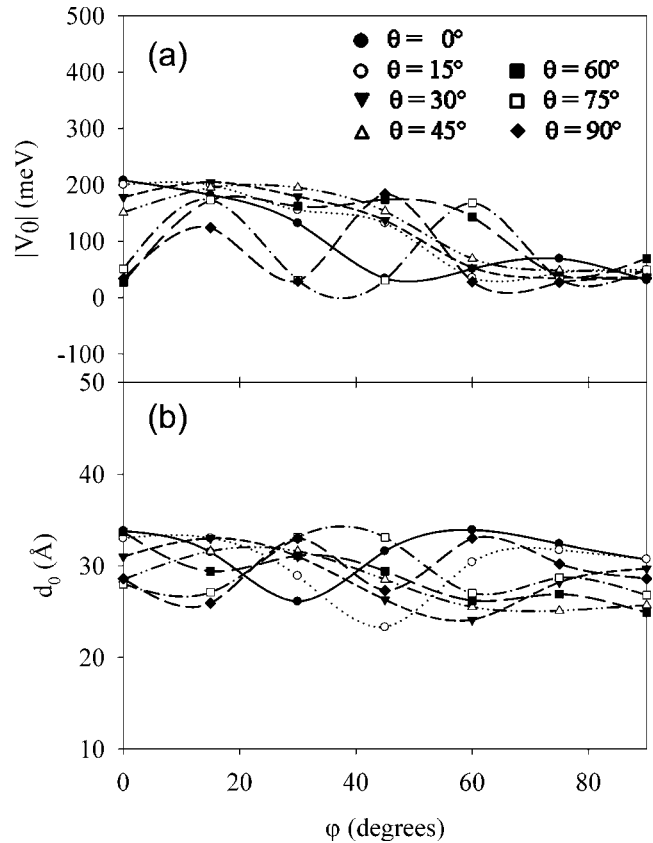 500
400
300
200
100
0
-100
|V0| (meV)
(a)
θ = 0°
θ = 15°
θ = 30°
θ = 45°
θ = 60°
θ = 75°
θ = 90°
50
40
30
20
10
d0 (Å)
(b)
0 20 40 60 80
φ (degrees)